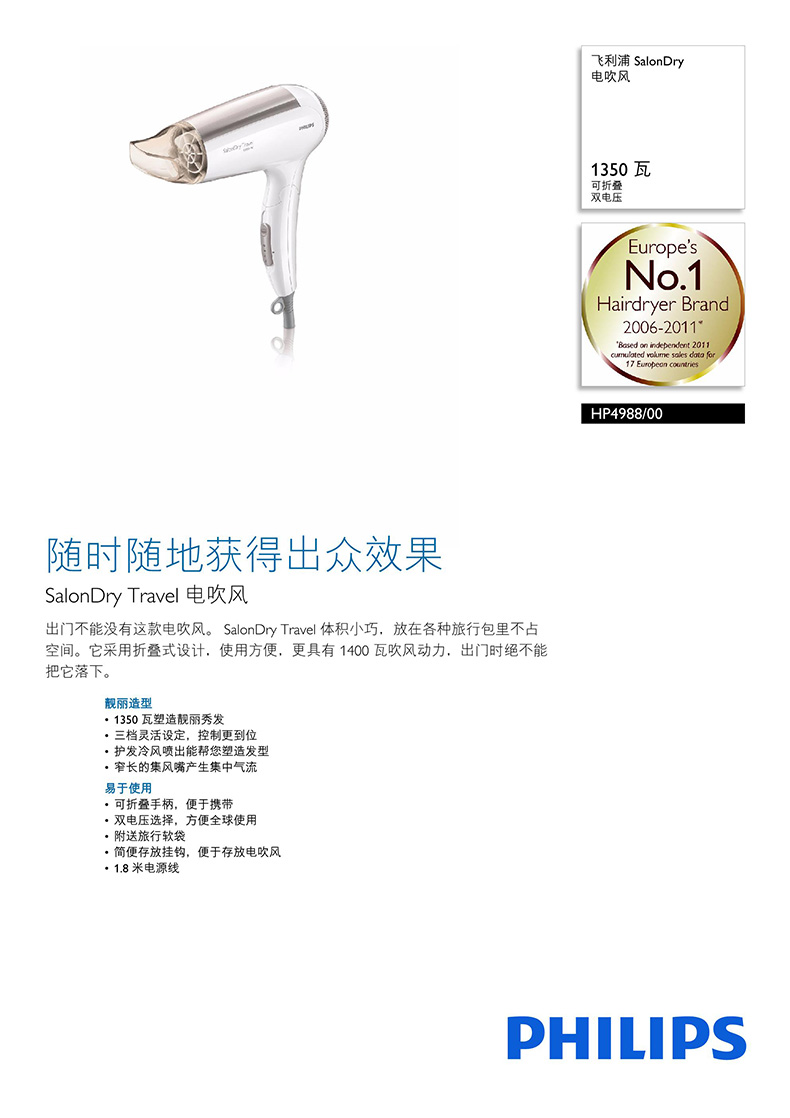 飞利浦 SalonDry
电吹风
1350 瓦
可折叠
双电压
PHILIPS
SalonDry Travel
Europe's
No.1
Hairdryer Brand
2006-2011*
*Based on independent 2011
cumulated volume sales data for
17 European countries
HP4988/00
随时随地获得出众效果
SalonDry Travel 电吹风
出门不能没有这款电吹风。 SalonDry Travel 体积小巧，放在各种旅行包里不占
空间。它采用折叠式设计，使用方便，更具有 1400 瓦吹风动力，出门时绝不能
把它落下。
靓丽造型
• 1350 瓦塑造靓丽秀发
• 三档灵活设定，控制更到位
• 护发冷风喷出能帮您塑造发型
• 窄长的集风嘴产生集中气流
易于使用
• 可折叠手柄，便于携带
• 双电压选择，方便全球使用
• 附送旅行软袋
• 简便存放挂钩，便于存放电吹风
• 1.8 米电源线
PHILIPS